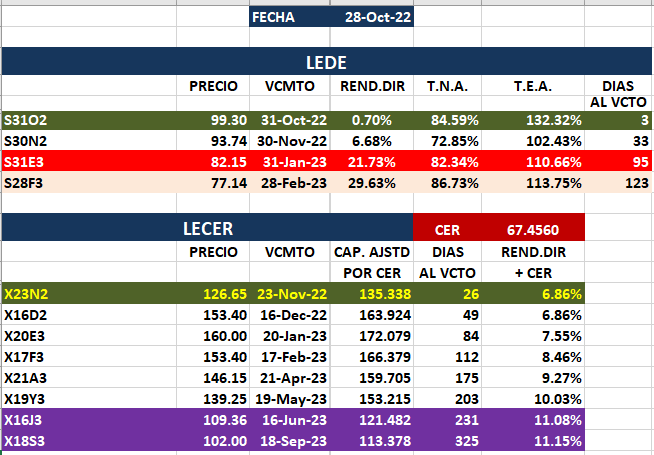 FECHA 28-Oct-22
LEDE
PRECIO VCMTO REND.DIR T.N.A. T.E.A. DIAS
AL VCTO
S31O2 99.30 31-Oct-22 0.70% 84.59% 132.32% 3
S30N2 93.74 30-Nov-22 6.68% 72.85% 102.43% 33
S31E3 82.15 31-Jan-23 21.73% 82.34% 110.66% 95
S28F3 77.14 28-Feb-23 29.63% 86.73% 113.75% 123
LECER CER 67.4560
PRECIO VCMTO CAP. AJSTD DIAS REND.DIR
POR CER AL VCTO + CER
X23N2 126.65 23-Nov-22 135.338 26 6.86%
X16D2 153.40 16-Dec-22 163.924 49 6.86%
X20E3 160.00 20-Jan-23 172.079 84 7.55%
X17F3 153.40 17-Feb-23 166.379 112 8.46%
X21A3 146.15 21-Apr-23 159.705 175 9.27%
X19Y3 139.25 19-May-23 153.215 203 10.03%
X16J3 109.36 16-Jun-23 121.482 231 11.08%
X18S3 102.00 18-Sep-23 113.378 325 11.15%